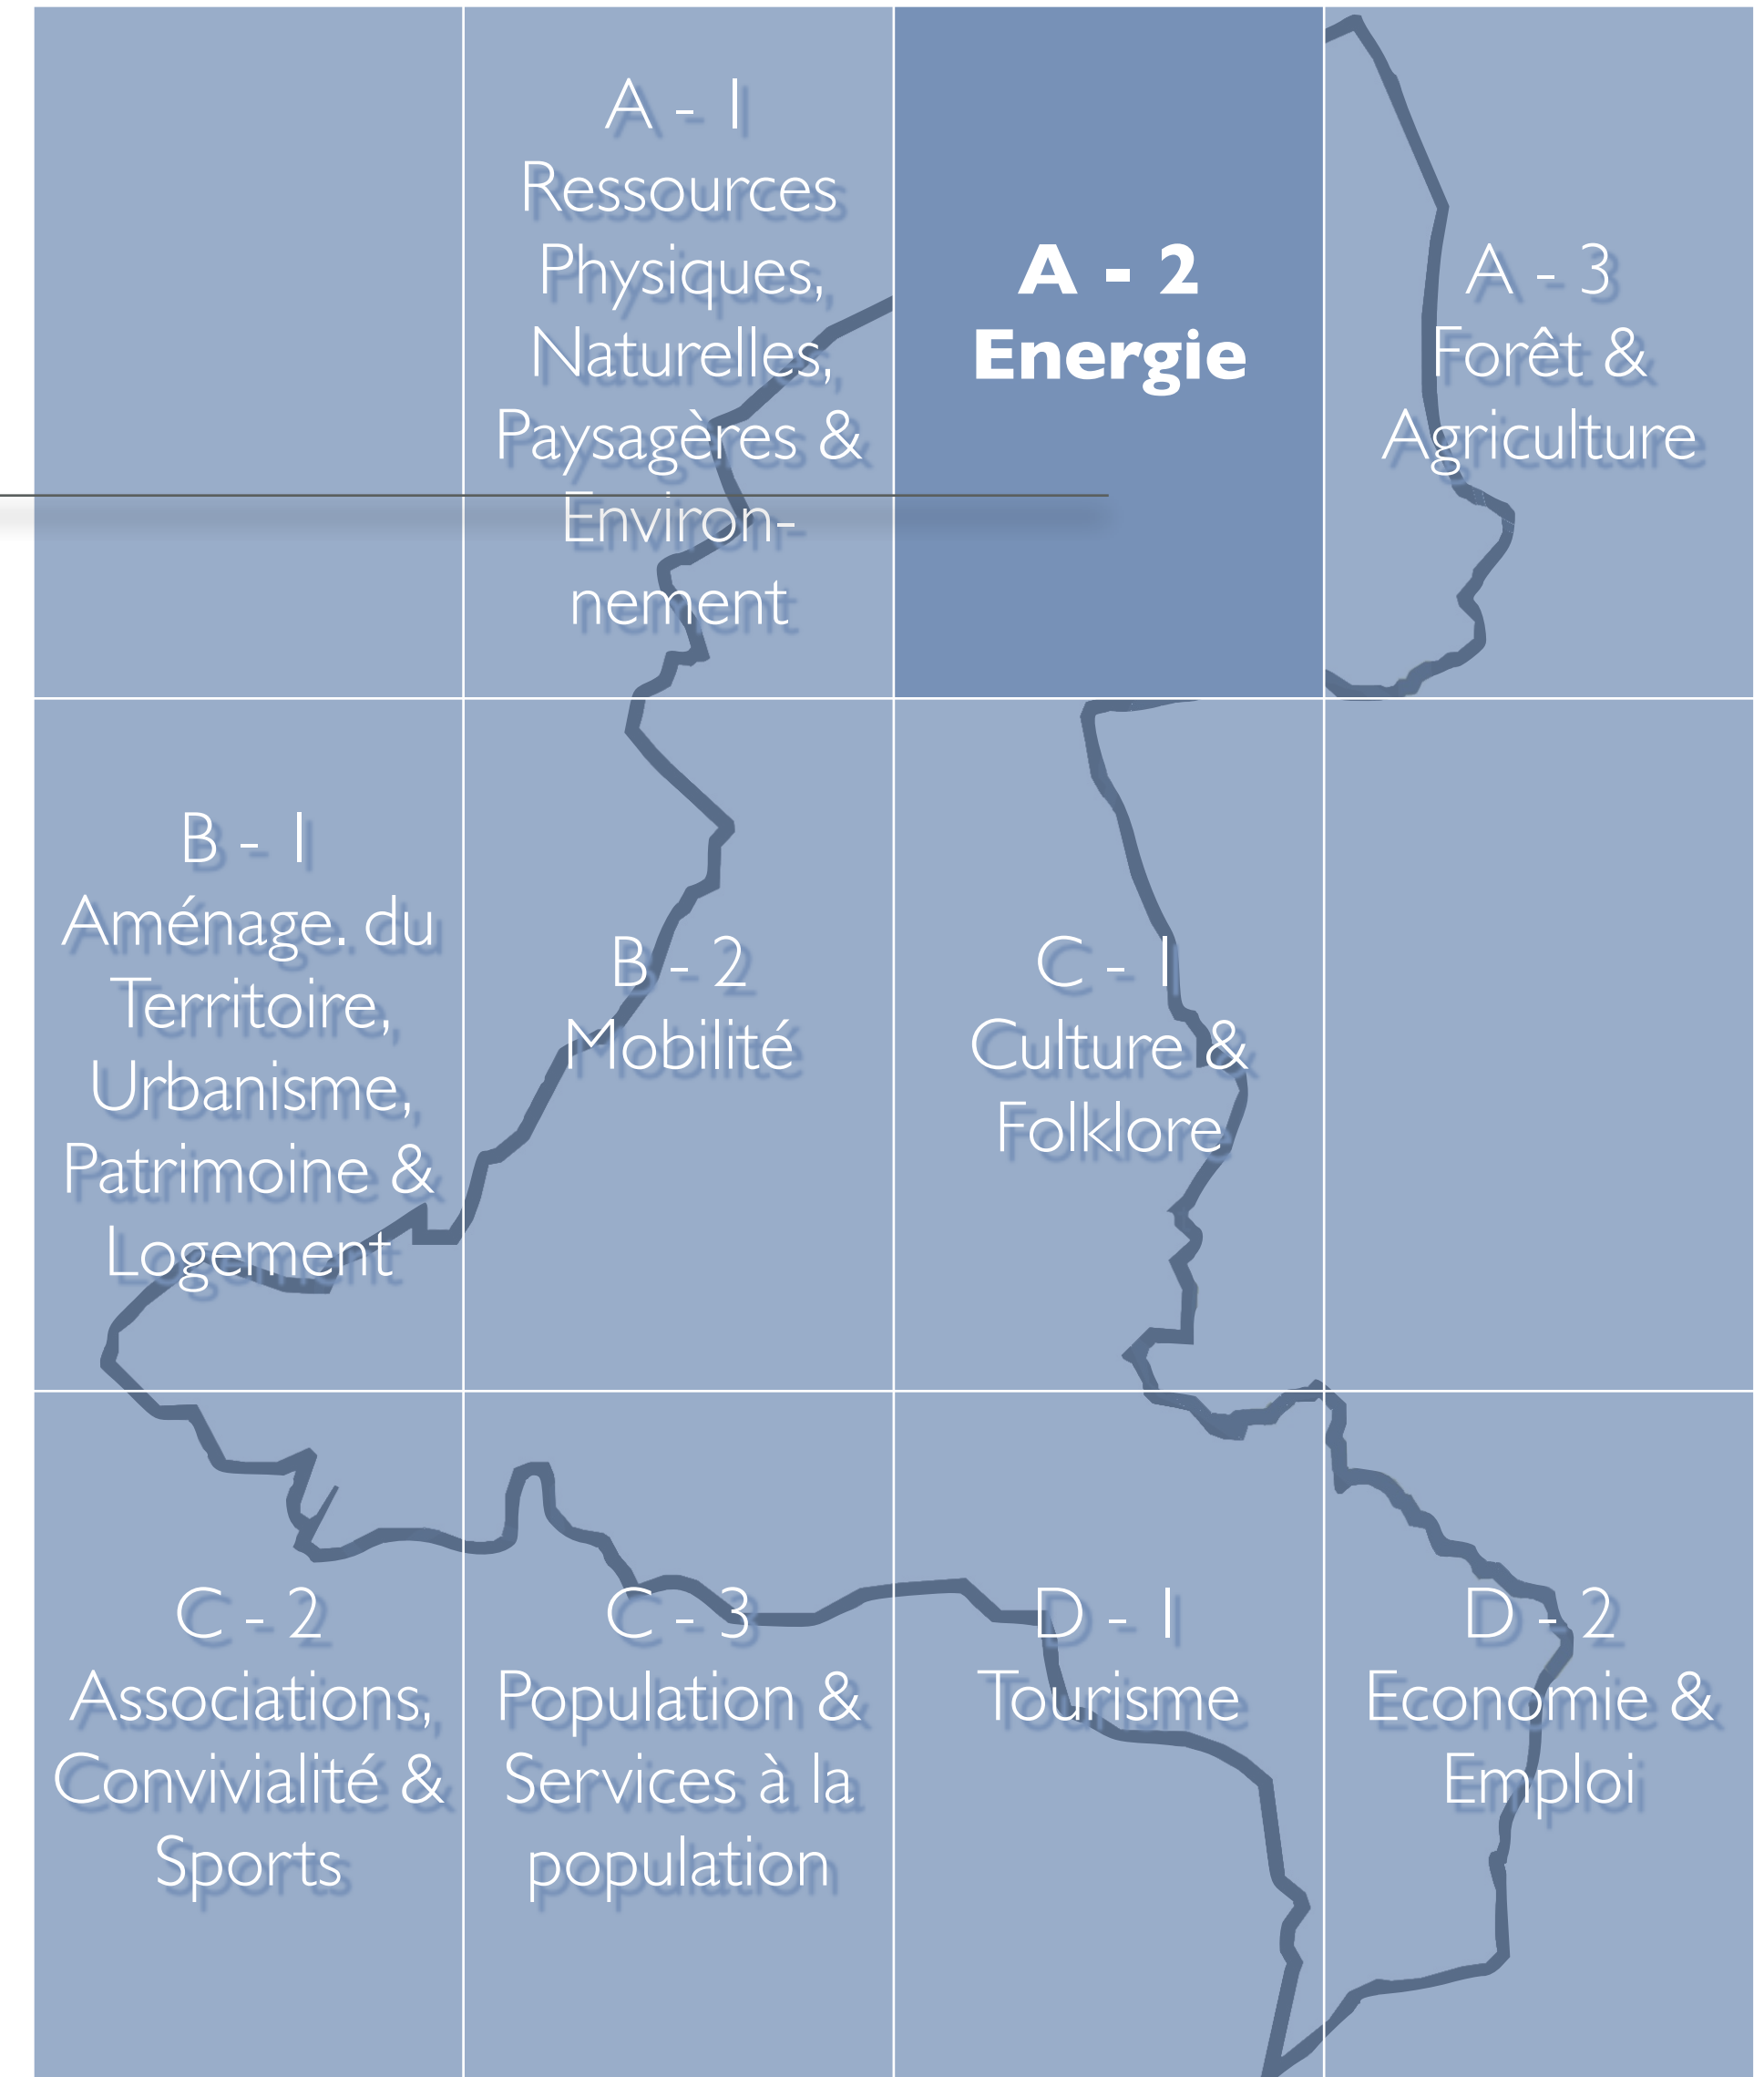 A - 1
Ressources
Physiques,
Naturelles,
Paysagères &
Environ-
nement
A - 2
Energie
A - 3
Forêt &
Agriculture
B - 1
Aménage. du
Territoire,
Urbanisme,
Patrimoine &
Logement
B - 2
Mobilité
C - 1
Culture &
Folklore
C - 2
Associations,
Convivialité &
Sports
C - 3
Population &
Services à la
population
D - 1
Tourisme
D - 2
Economie &
Emploi